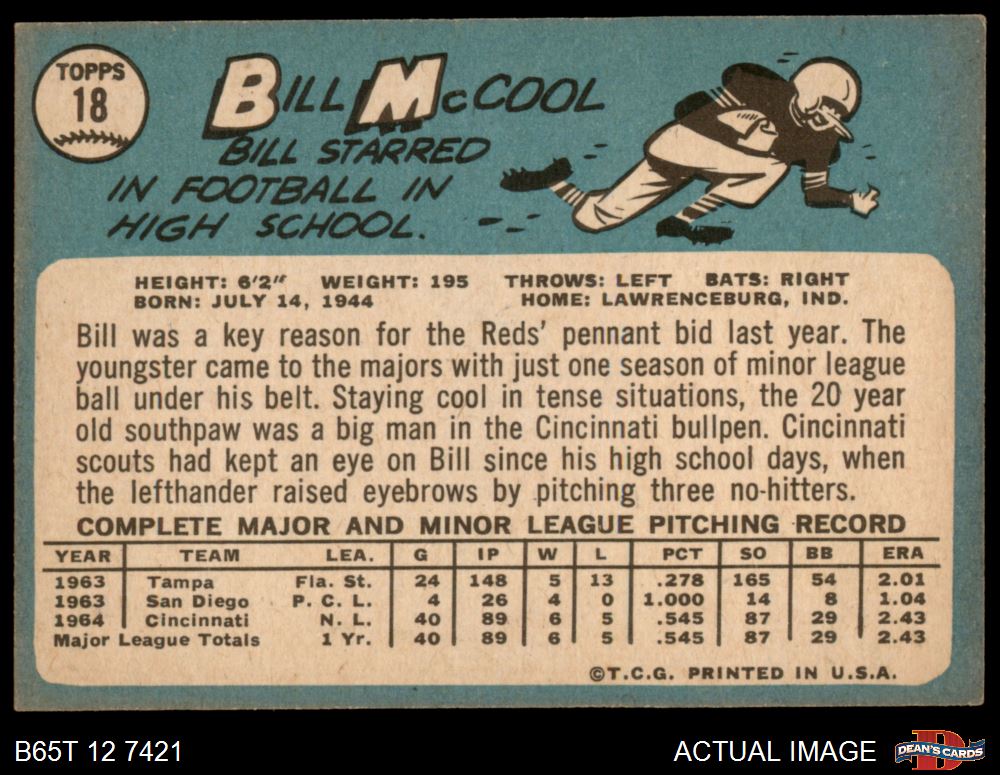 TOPPS
18
BILL McCOOL
BILL STARRED
IN FOOTBALL IN
HIGH SCHOOL.
HEIGHT: 6'2" WEIGHT: 195 THROWS: LEFT BATS: RIGHT
BORN: JULY 14, 1944 HOME: LAWRENCEBURG, IND.
Bill was a key reason for the Reds' pennant bid last year. The
youngster came to the majors with just one season of minor league
ball under his belt. Staying cool in tense situations, the 20 year
old southpaw was a big man in the Cincinnati bullpen. Cincinnati
scouts had kept an eye on Bill since his high school days, when
the lefthander raised eyebrows by pitching three no-hitters.
COMPLETE MAJOR AND MINOR LEAGUE PITCHING RECORD
YEAR TEAM LEA. G IP W L PCT SO BB ERA
1963 Tampa Fla. St. 24 148 5 13 .278 165 54 2.01
1963 San Diego P. C. L. 4 26 4 0 1.000 14 8 1.04
1964 Cincinnati N. L. 40 89 6 5 .545 87 29 2.43
Major League Totals 1 Yr. 40 89 6 5 .545 87 29 2.43
©T.C.G. PRINTED IN U.S.A.
B65T 12 7421 ACTUAL IMAGE D DEAN'S CARDS